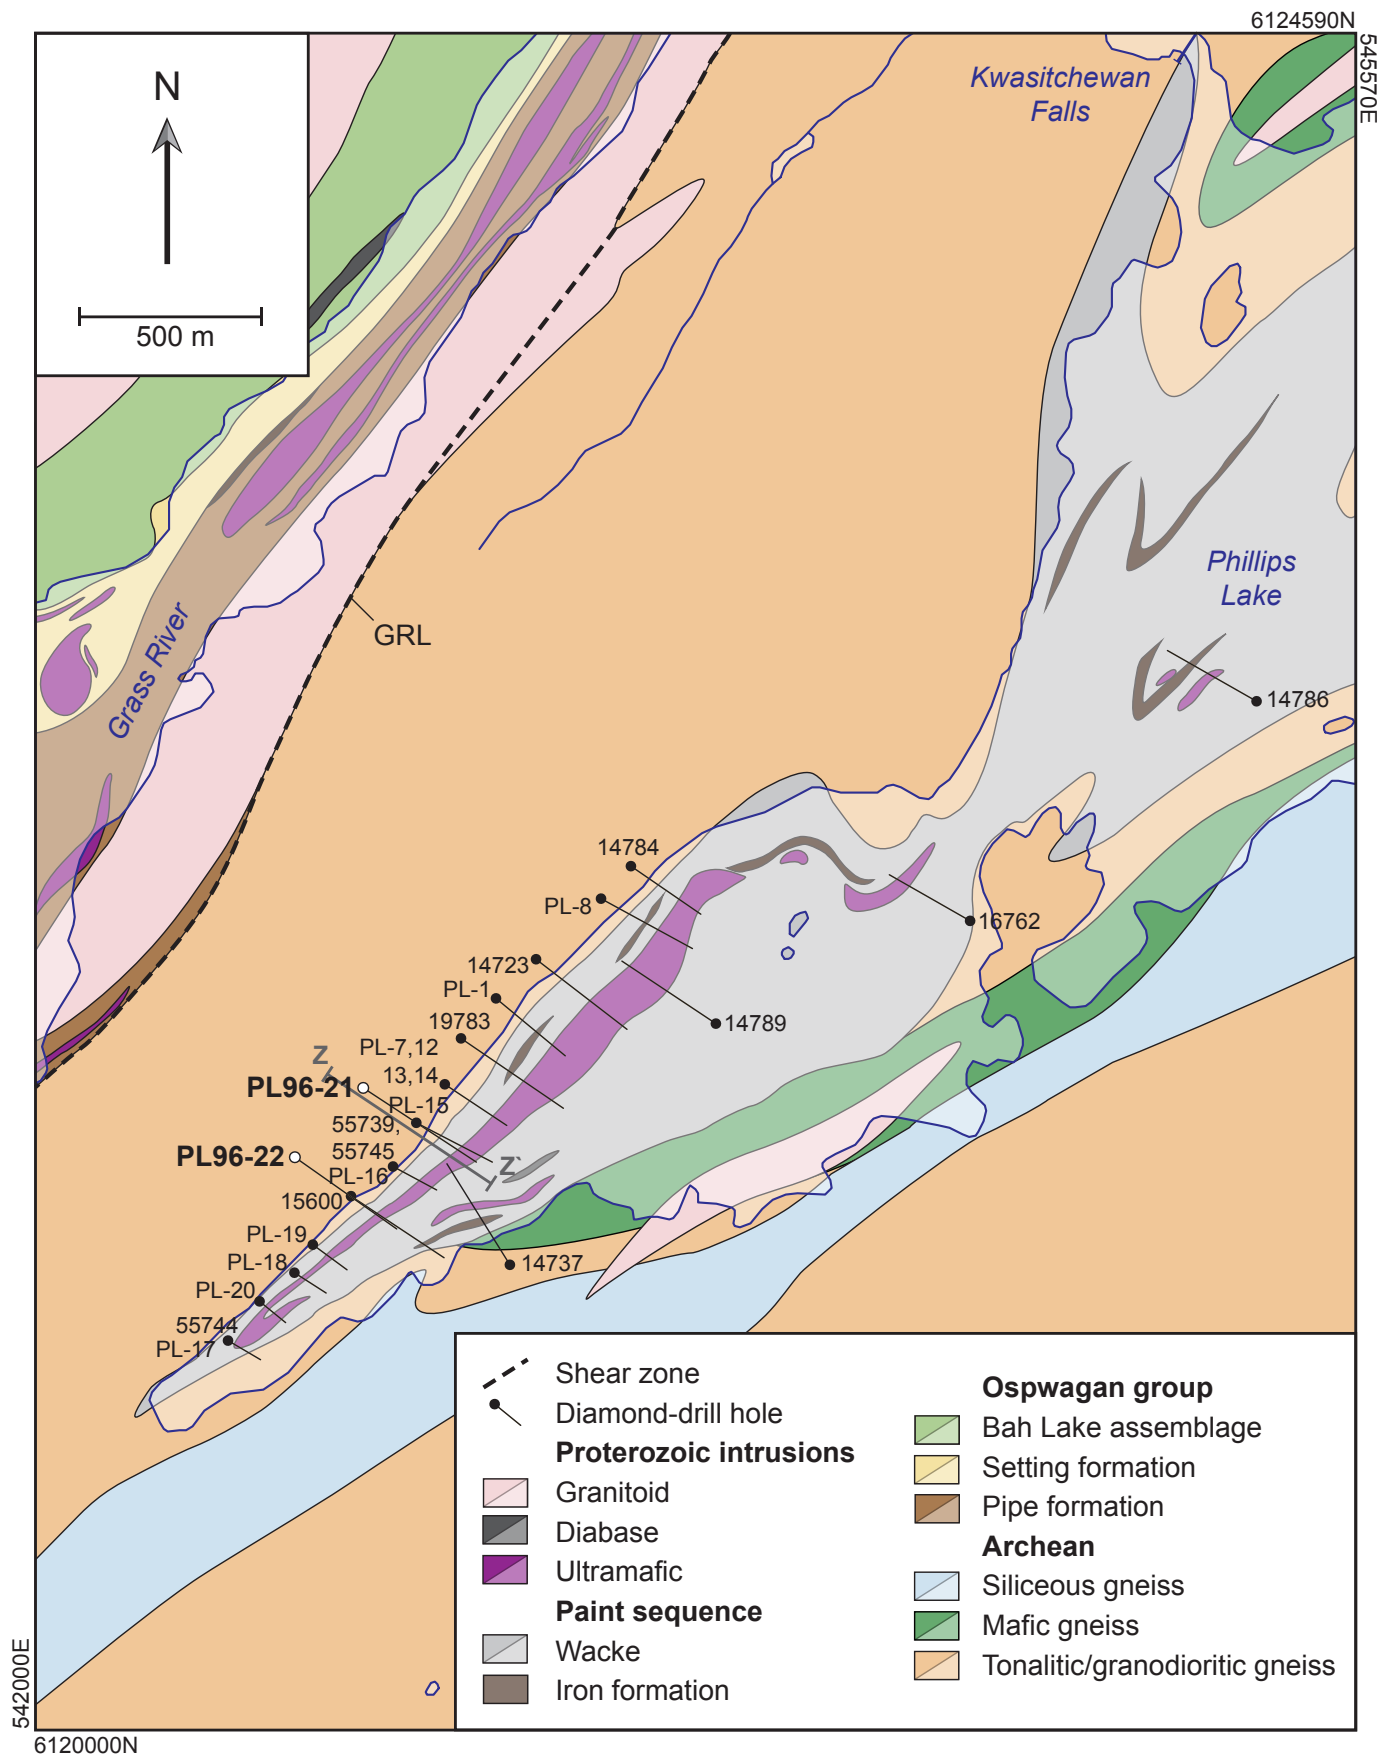 6124590N
545570E
N
500 m
Kwasitchewan
Falls
Phillips
Lake
GRL
Grass River
14786
14784
PL-8
16762
14723
PL-1
14789
19783
PL-7,12
13,14
Z
PL96-21
PL-15
55739,
55745
PL96-22
Z`
PL-16
15600
PL-19
14737
PL-18
PL-20
55744
PL-17
Shear zone
Diamond-drill hole
Proterozoic intrusions
Granitoid
Diabase
Ultramafic
Paint sequence
Wacke
Iron formation
Ospwagan group
Bah Lake assemblage
Setting formation
Pipe formation
Archean
Siliceous gneiss
Mafic gneiss
Tonalitic/granodioritic gneiss
542000E
6120000N